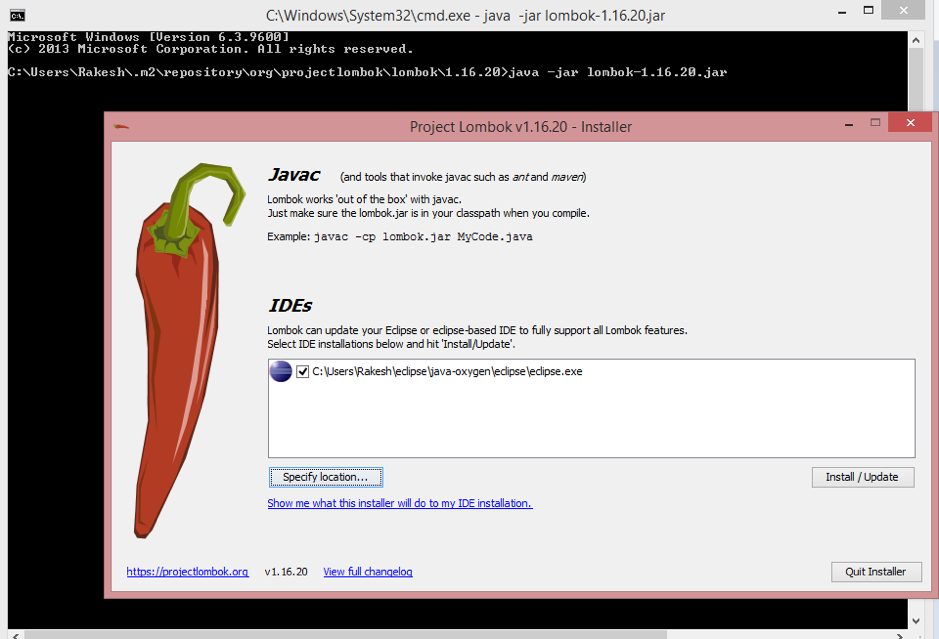 C:\Windows\System32\cmd.exe - java  -jar lombok-1.16.20.jar
Microsoft Windows [Version 6.3.9600]
(c) 2013 Microsoft Corporation. All rights reserved.
C:\Users\Rakesh\.m2\repository\org\projectlombok\lombok\1.16.20>java -jar lombok-1.16.20.jar
Project Lombok v1.16.20 - Installer
Javac (and tools that invoke javac such as ant and maven)
Lombok works 'out of the box' with javac.
Just make sure the lombok.jar is in your classpath when you compile.
Example: javac -cp lombok.jar MyCode.java
IDEs
Lombok can update your Eclipse or eclipse-based IDE to fully support all Lombok features.
Select IDE installations below and hit 'Install/Update'.
C:\Users\Rakesh\eclipse\java-oxygen\eclipse\eclipse.exe
Specify location... Install / Update
Show me what this installer will do to my IDE installation.
https://projectlombok.org v1.16.20 View full changelog Quit Installer